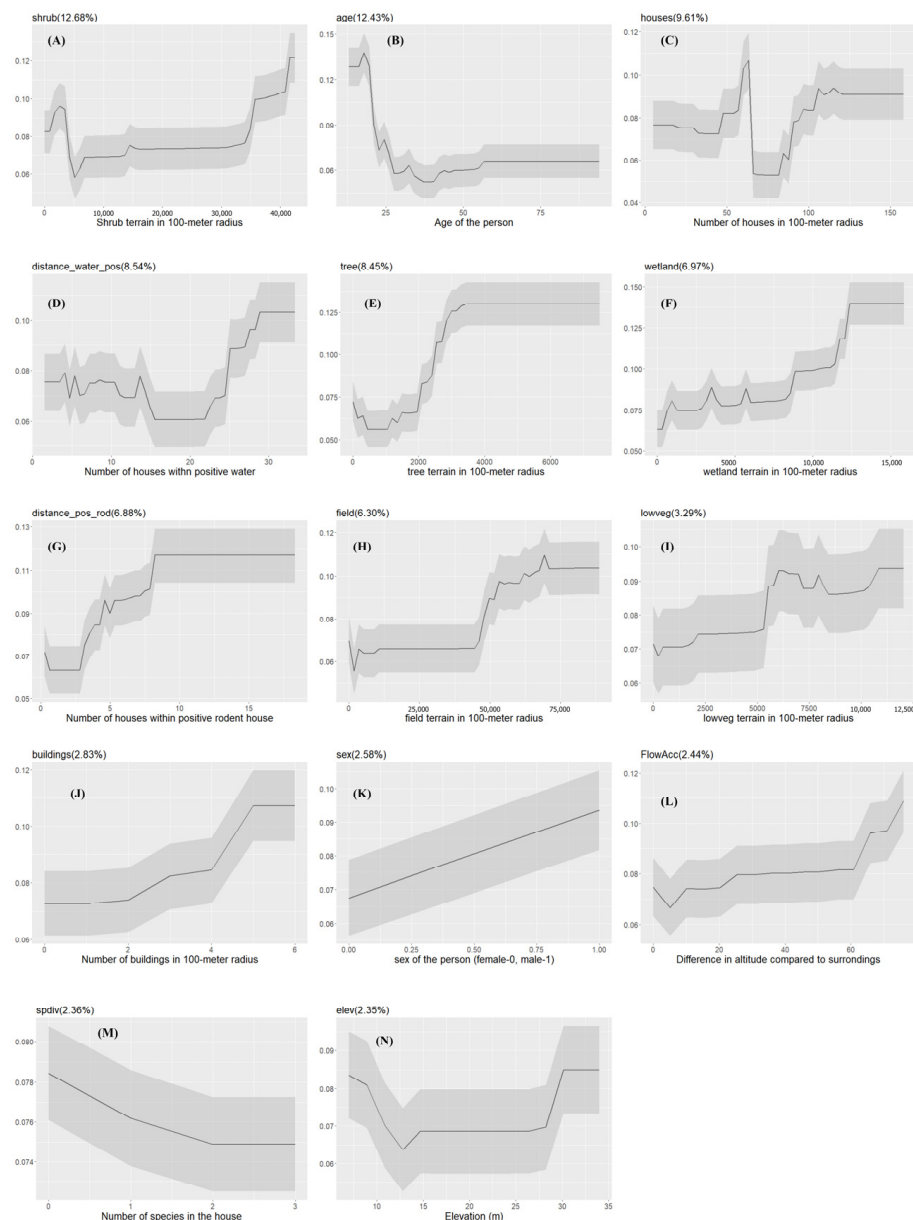 shrub(12.68%)
(A)
0.12
0.10
0.08
0.06
0
10,000
20,000
30,000
40,000
Shrub terrain in 100-meter radius
age(12.43%)
(B)
0.15
0.12
0.09
0.06
25
50
75
Age of the person
houses(9.61%)
(C)
0.12
0.10
0.08
0.06
0.04
0
50
100
150
Number of houses in 100-meter radius
distance_water_pos(8.54%)
(D)
0.10
0.08
0.06
0
10
20
30
Number of houses withn positive water
tree(8.45%)
(E)
0.125
0.100
0.075
0.050
0
2000
4000
6000
tree terrain in 100-meter radius
wetland(6.97%)
(F)
0.150
0.125
0.100
0.075
0.050
0
5000
10,000
15,000
wetland terrain in 100-meter radius
distance_pos_rod(6.88%)
(G)
0.13
0.11
0.09
0.07
0.05
0
5
10
15
Number of houses within positive rodent house
field(6.30%)
(H)
0.12
0.10
0.08
0.06
0
25,000
50,000
75,000
field terrain in 100-meter radius
lowveg(3.29%)
(I)
0.10
0.09
0.08
0.07
0.06
0
2500
5000
7500
10,000
12,500
lowveg terrain in 100-meter radius
buildings(2.83%)
(J)
0.12
0.10
0.08
0.06
0
2
4
6
Number of buildings in 100-meter radius
sex(2.58%)
(K)
0.10
0.09
0.08
0.07
0.06
0.00
0.25
0.50
0.75
1.00
sex of the person (female-0, male-1)
FlowAcc(2.44%)
(L)
0.12
0.10
0.08
0.06
0
20
40
60
Difference in altitude compared to surrondings
spdiv(2.36%)
(M)
0.080
0.078
0.076
0.074
0
1
2
3
Number of species in the house
elev(2.35%)
(N)
0.09
0.08
0.07
0.06
10
15
20
25
30
35
Elevation (m)